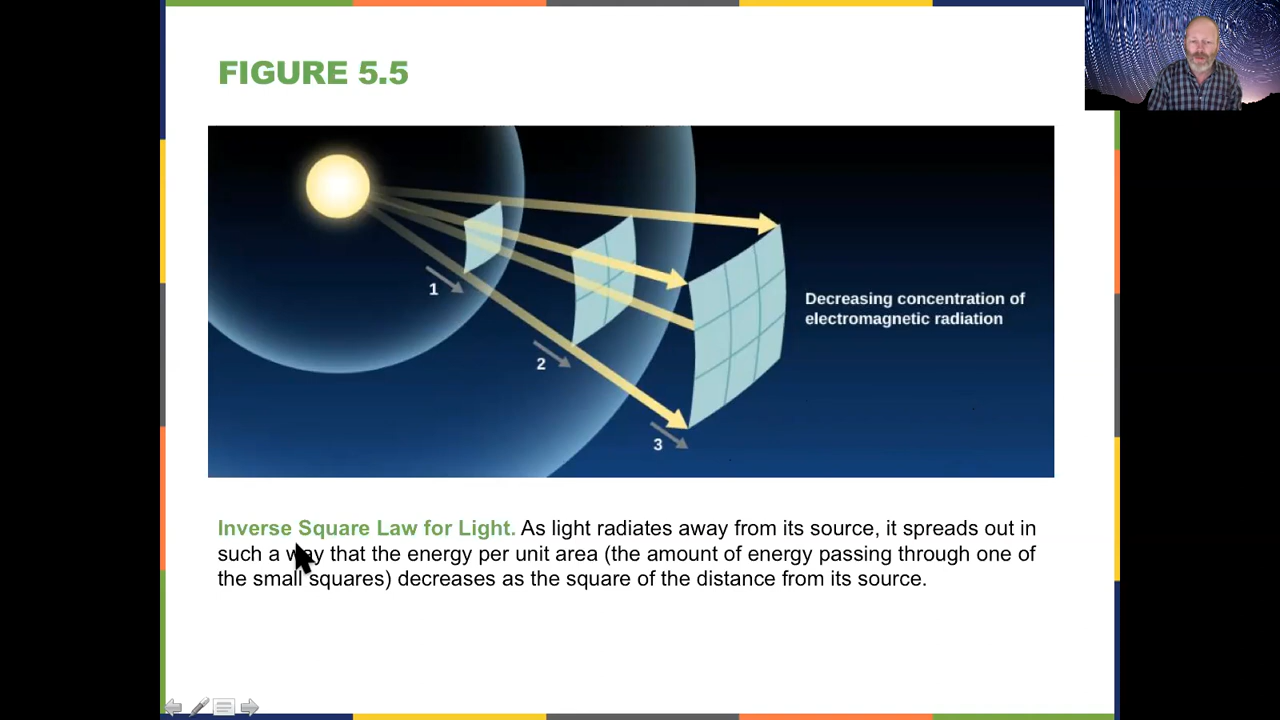 FIGURE 5.5
1
2
3
Decreasing concentration of
electromagnetic radiation
Inverse Square Law for Light. As light radiates away from its source, it spreads out in
such a way that the energy per unit area (the amount of energy passing through one of
the small squares) decreases as the square of the distance from its source.